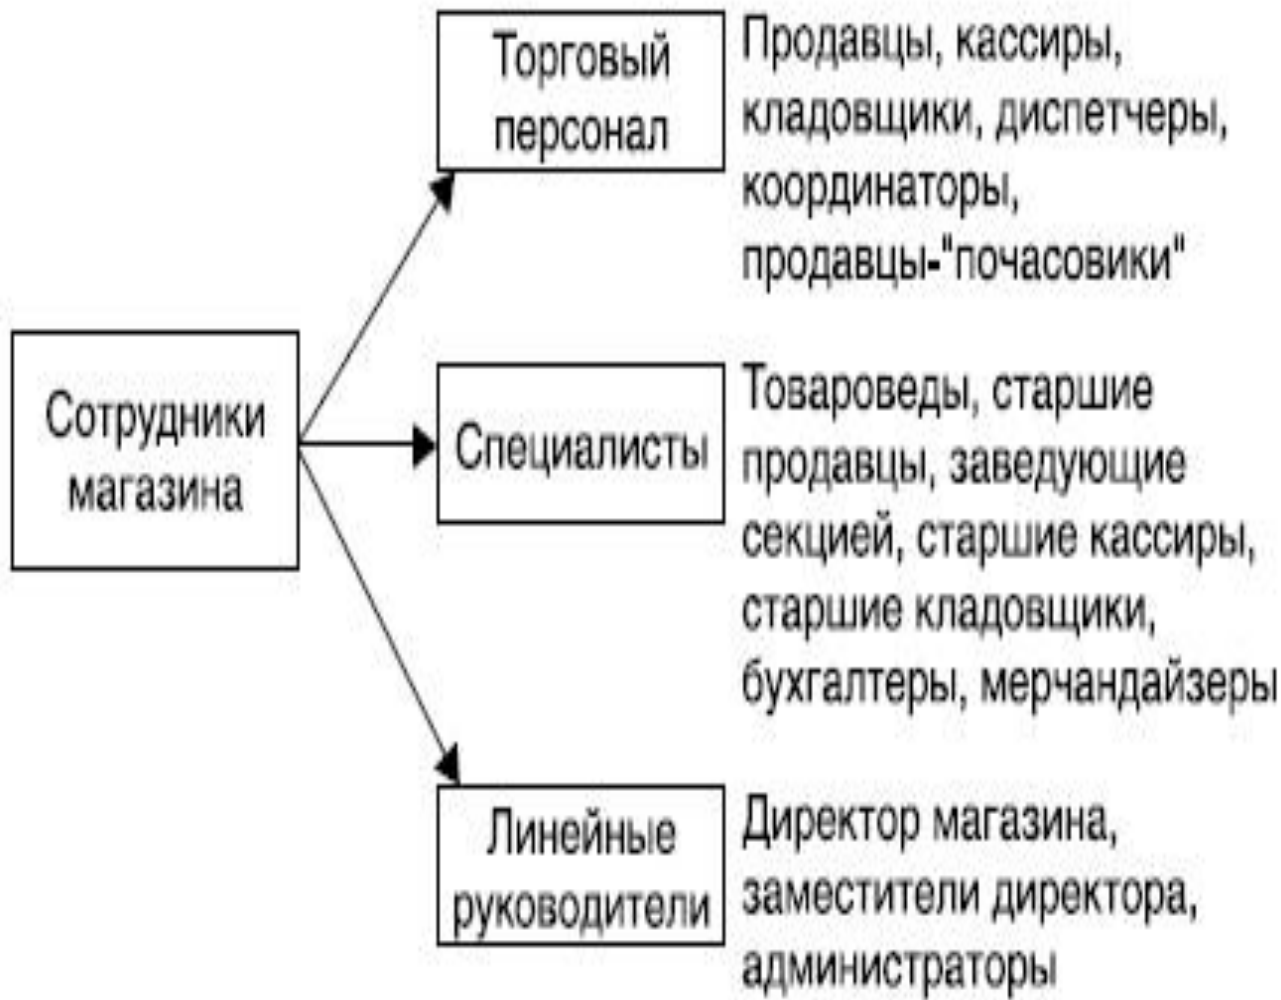 Торговый
персонал
Продавцы, кассиры,
кладовщики, диспетчеры,
координаторы,
продавцы-"почасовики"
Сотрудники
магазина
Специалисты
Товароведы, старшие
продавцы, заведующие
секцией, старшие кассиры,
старшие кладовщики,
бухгалтеры, мерчандайзеры
Линейные
руководители
Директор магазина,
заместители директора,
администраторы